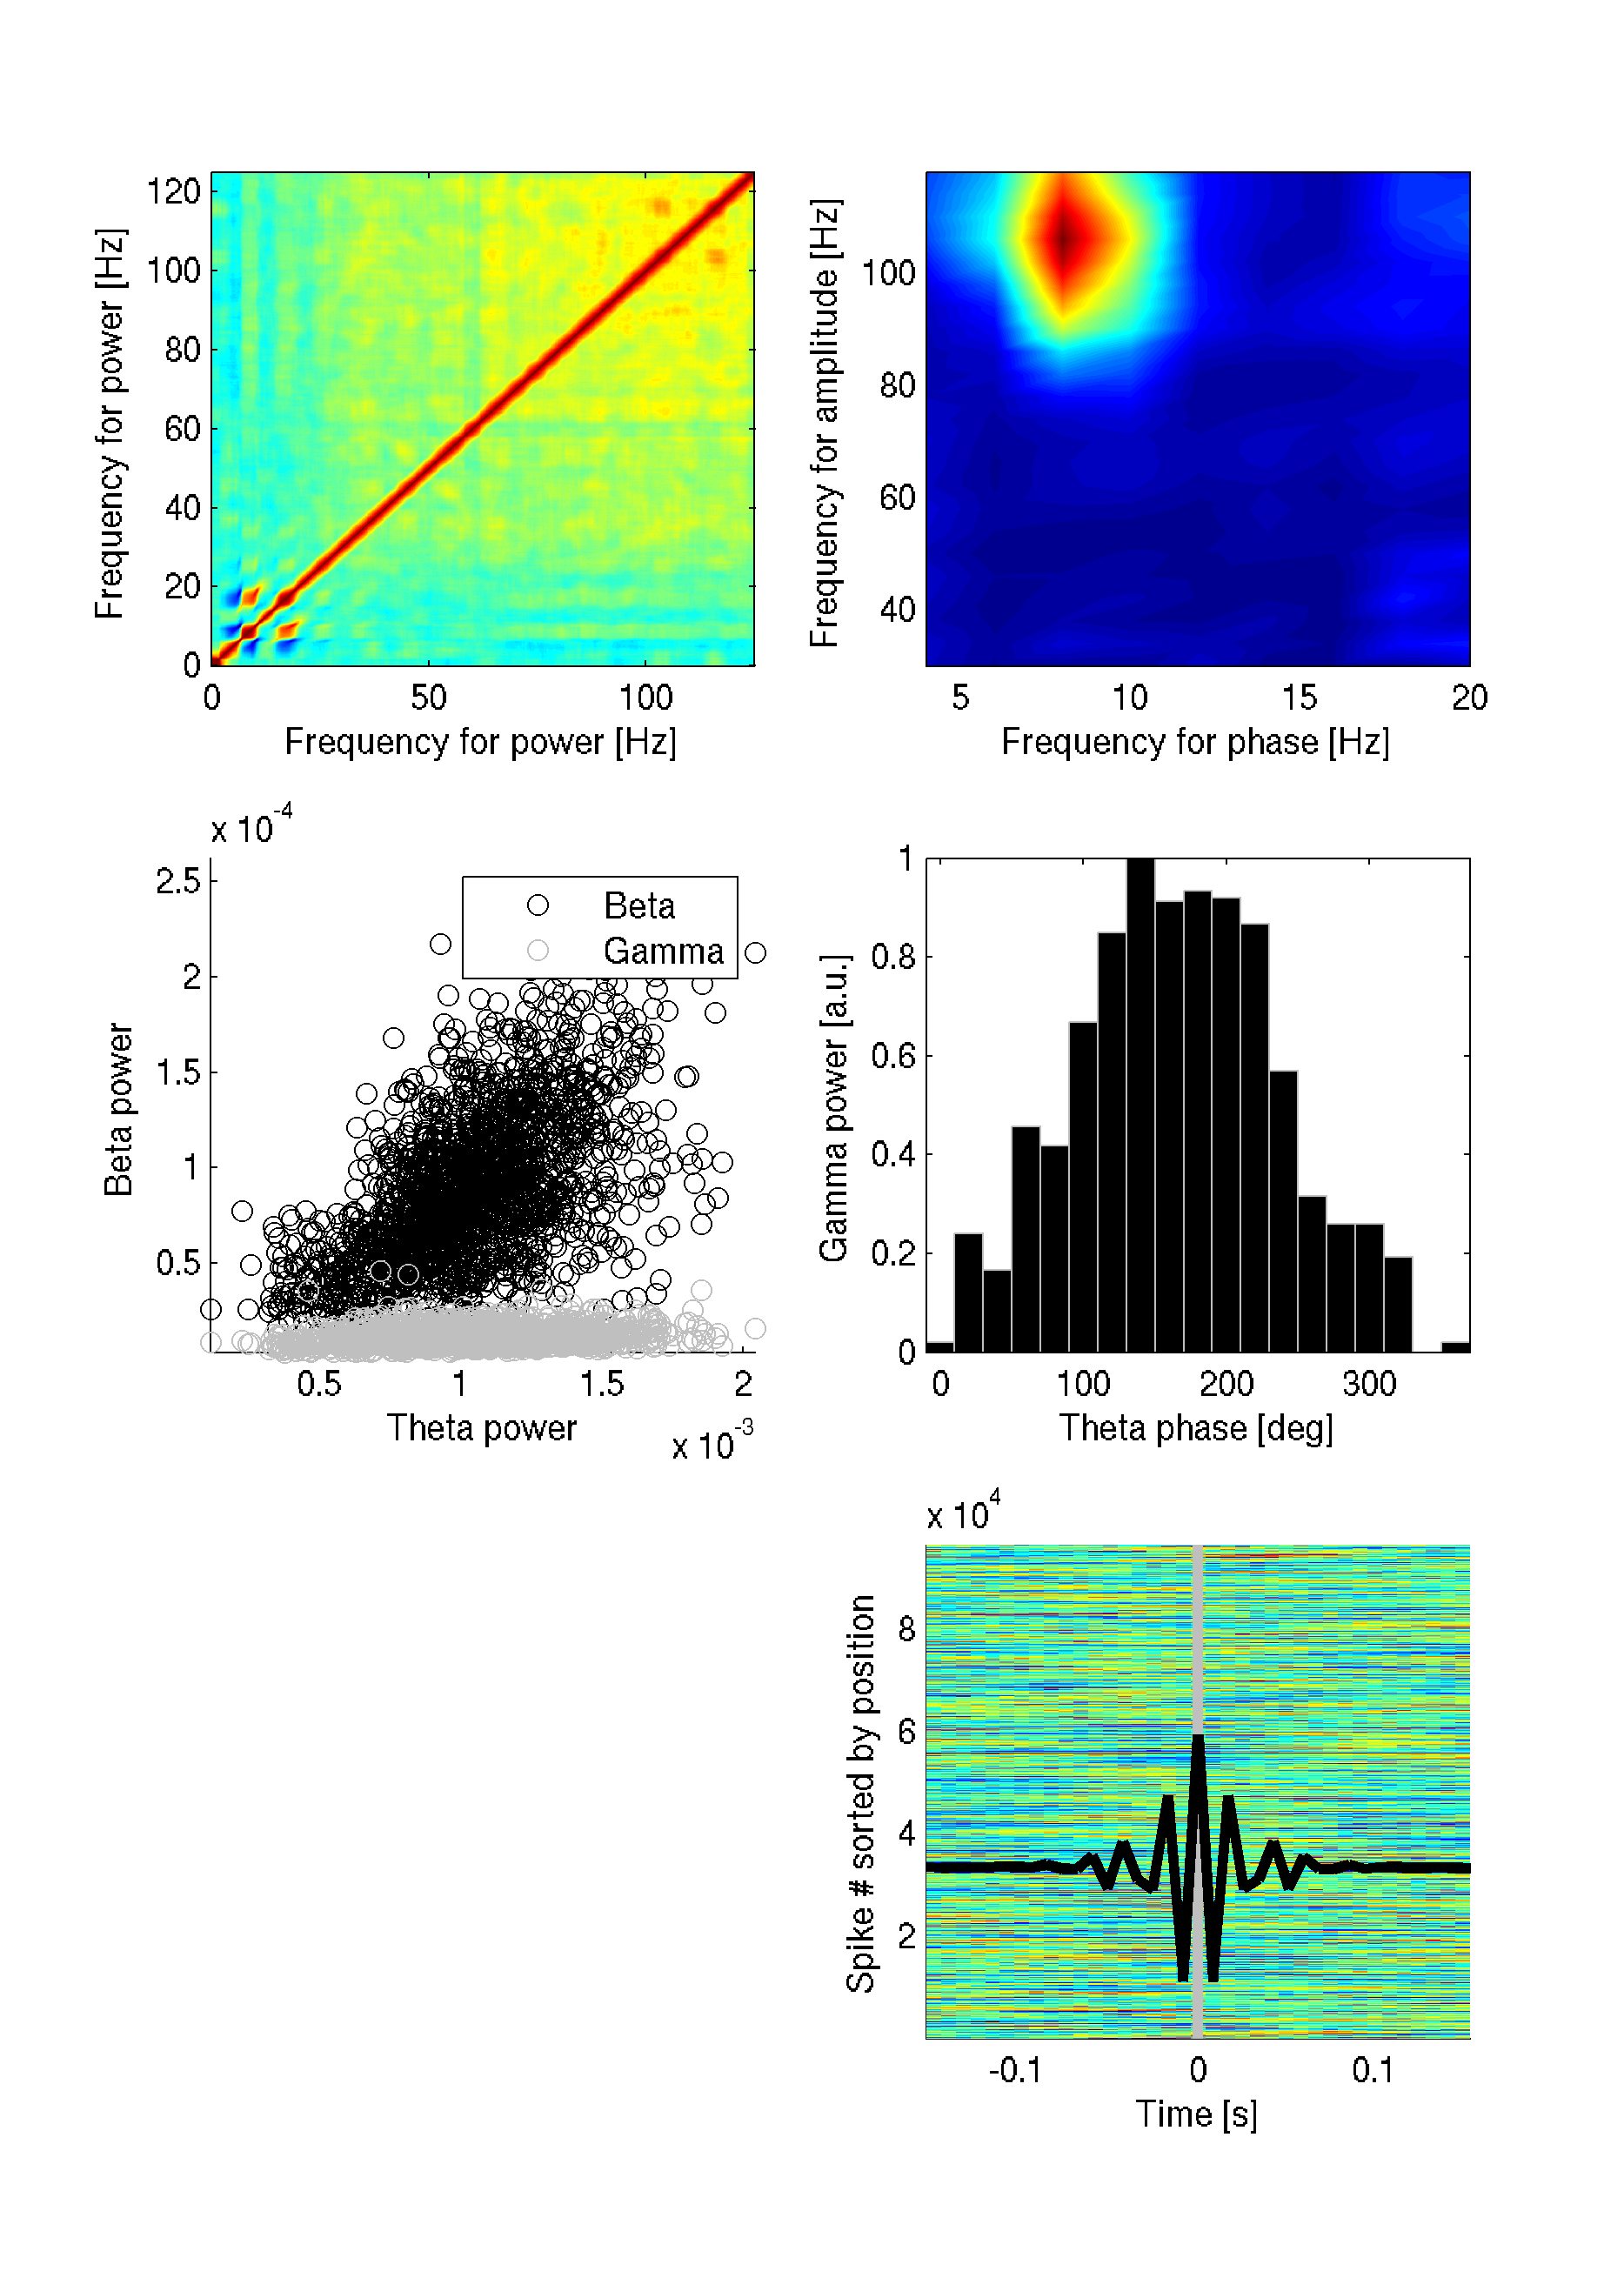 120
100
80
60
40
20
0
Frequency for power [Hz]
0 50 100
Frequency for power [Hz]
100
80
60
40
Frequency for amplitude [Hz]
5 10 15 20
Frequency for phase [Hz]
x 10^-4
2.5
2
1.5
1
0.5
Beta power
Beta
Gamma
0.5 1 1.5 2
Theta power
x 10^-3
1
0.8
0.6
0.4
0.2
0
Gamma power [a.u.]
0 100 200 300
Theta phase [deg]
x 10^4
8
6
4
2
Spike # sorted by position
-0.1 0 0.1
Time [s]